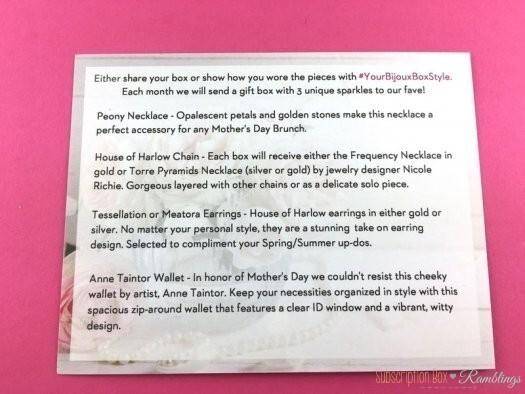 Either share your box or show how you wore the pieces with #YourBijouxBoxStyle.
Each month we will send a gift box with 3 unique sparkles to our fave!
Peony Necklace - Opalescent petals and golden stones make this necklace a
perfect accessory for any Mother's Day Brunch.
House of Harlow Chain - Each box will receive either the Frequency Necklace in
gold or Torre Pyramids Necklace (silver or gold) by jewelry designer Nicole
Richie. Gorgeous layered with other chains or as a delicate solo piece.
Tessellation or Meatora Earrings - House of Harlow earrings in either gold or
silver. No matter your personal style, they are a stunning take on earring
design. Selected to compliment your Spring/Summer up-dos.
Anne Taintor Wallet - In honor of Mother's Day we couldn't resist this cheeky
wallet by artist, Anne Taintor. Keep your necessities organized in style with this
spacious zip-around wallet that features a clear ID window and a vibrant, witty
design.
Subscription Box Ramblings